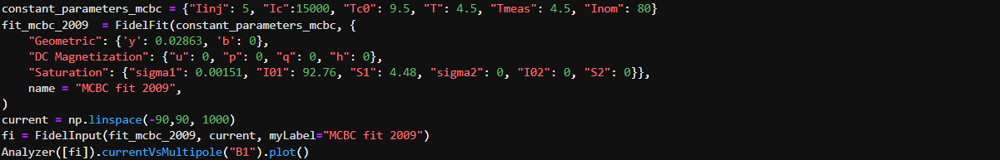 constant_parameters_mcbc = {"Iinj": 5, "Ic":15000, "Tc0": 9.5, "T": 4.5, "Tmeas": 4.5, "Inom": 80}
fit_mcbc_2009  = FidelFit(constant_parameters_mcbc, {
    "Geometric": {'y': 0.02863, 'b': 0},
    "DC Magnetization": {"u": 0, "p": 0, "q": 0, "h": 0},
    "Saturation": {"sigma1": 0.00151, "I01": 92.76, "S1": 4.48, "sigma2": 0, "I02": 0, "S2": 0}},
    name = "MCBC fit 2009",
)
current = np.linspace(-90,90, 1000)
fi = FidelInput(fit_mcbc_2009, current, myLabel="MCBC fit 2009")
Analyzer([fi]).currentVsMultipole("B1").plot()